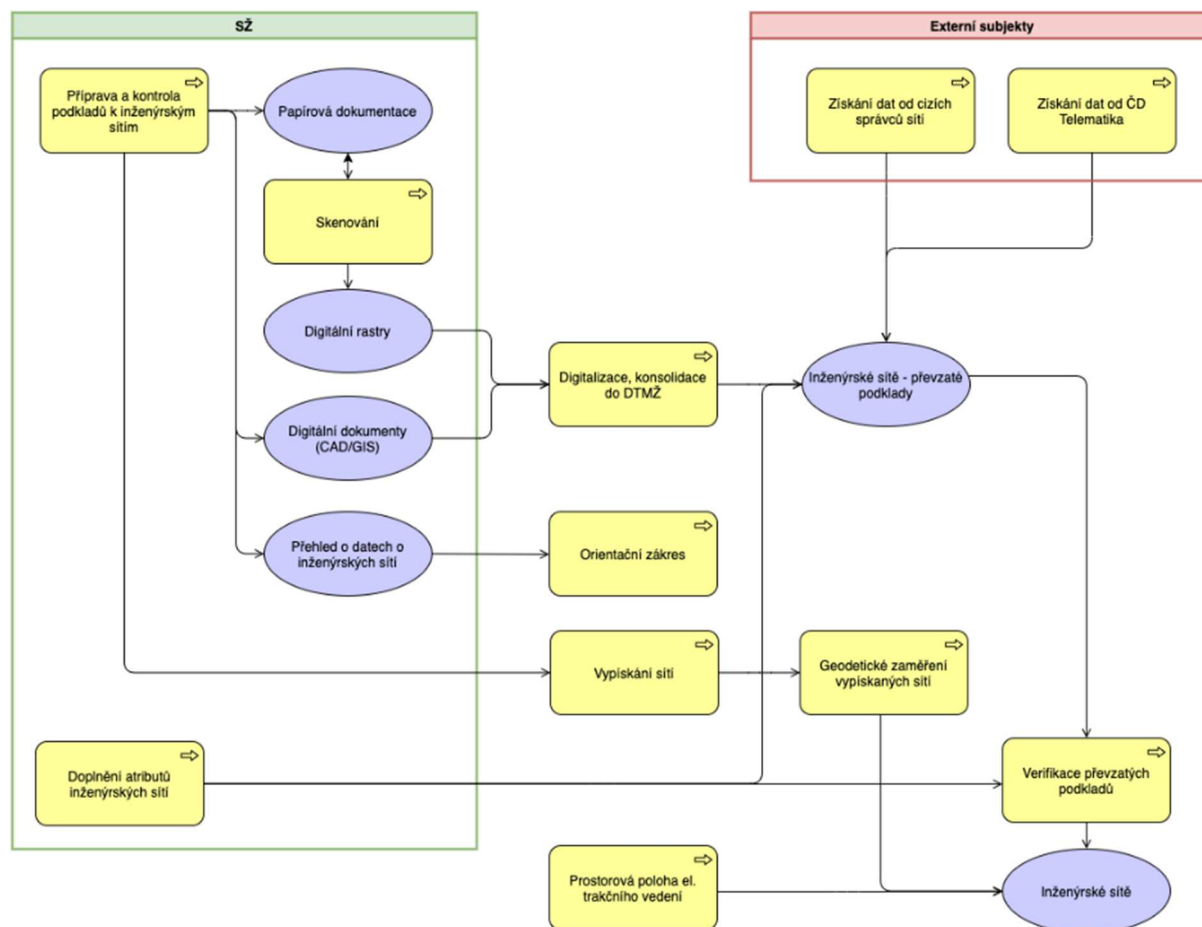 SŽ
Externí subjekty
Příprava a kontrola
podkladů k inženýrským
sítím
Papírová dokumentace
Získání dat od cizích
správců sítí
Získání dat od ČD
Telematika
Skenování
Digitální rastry
Digitalizace, konsolidace
do DTMŽ
Inženýrské sítě - převzaté
podklady
Digitální dokumenty
(CAD/GIS)
Přehled o datech o
inženýrských sítí
Orientační zákres
Vypískání sítí
Geodetické zaměření
vypískaných sítí
Doplnění atributů
inženýrských sítí
Verifikace převzatých
podkladů
Prostorová poloha el.
trakčního vedení
Inženýrské sítě